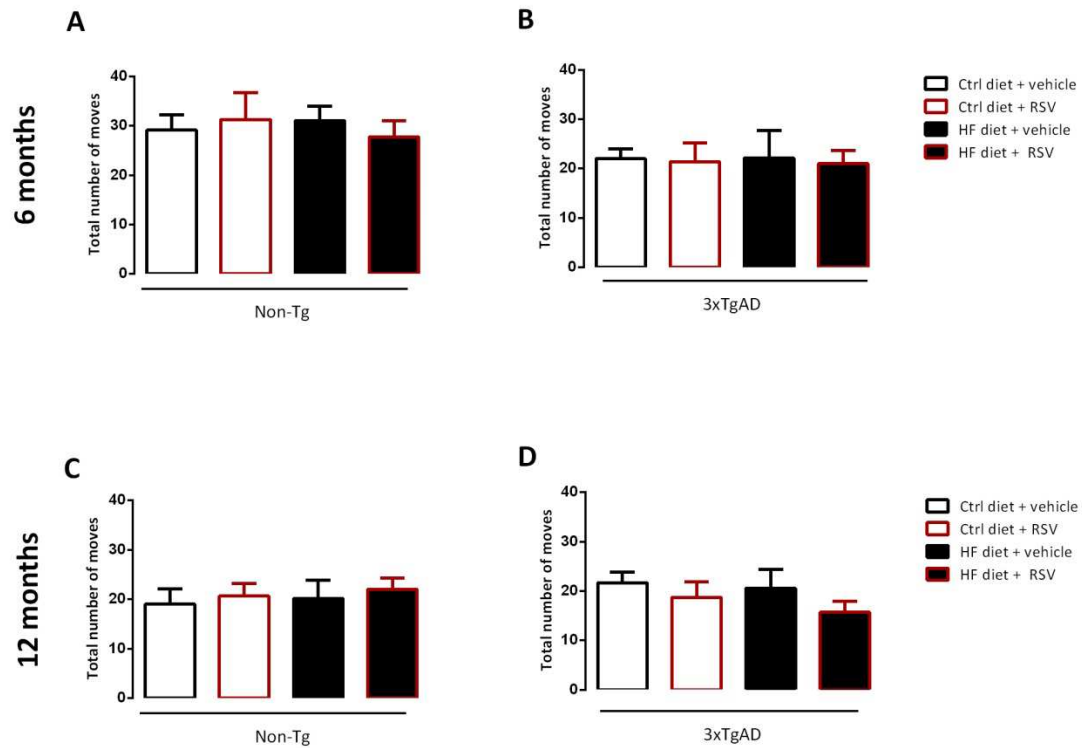 6 months
A
Total number of moves
40
30
20
10
0
Non-Tg
B
Total number of moves
40
30
20
10
0
3xTgAD
Ctrl diet + vehicle
Ctrl diet + RSV
HF diet + vehicle
HF diet + RSV
12 months
C
Total number of moves
40
30
20
10
0
Non-Tg
D
Total number of moves
40
30
20
10
0
3xTgAD
Ctrl diet + vehicle
Ctrl diet + RSV
HF diet + vehicle
HF diet + RSV